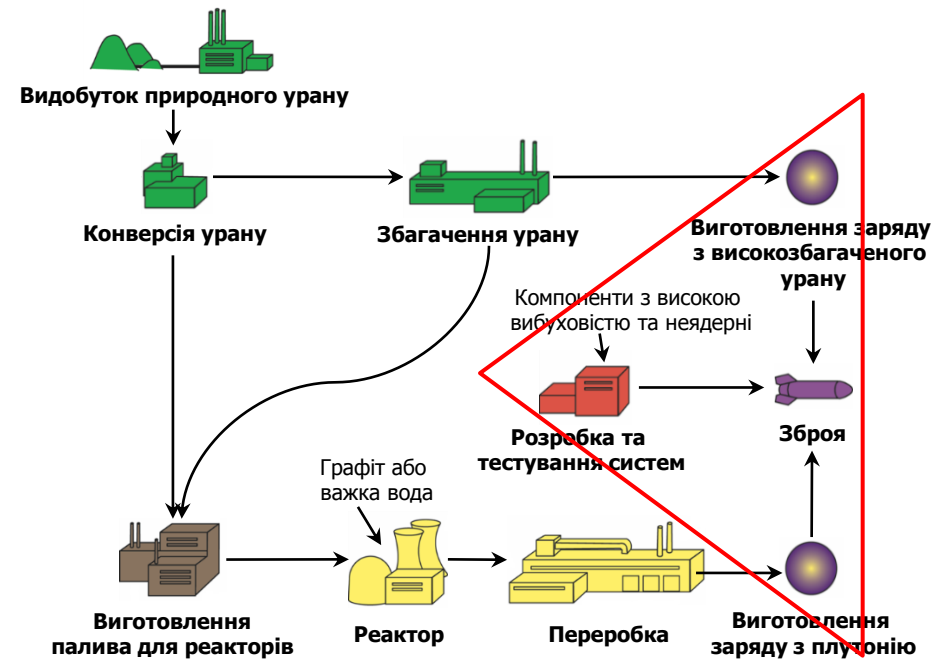 Видобуток природного урану
Конверсія урану
Збагачення урану
Виготовлення заряду
з високозбагаченого
урану
Компоненти з високою
вибуховістю та неядерні
Розробка та
тестування систем
Зброя
Графіт або
важка вода
Виготовлення
палива для реакторів
Реактор
Переробка
Виготовлення
заряду з плутонію